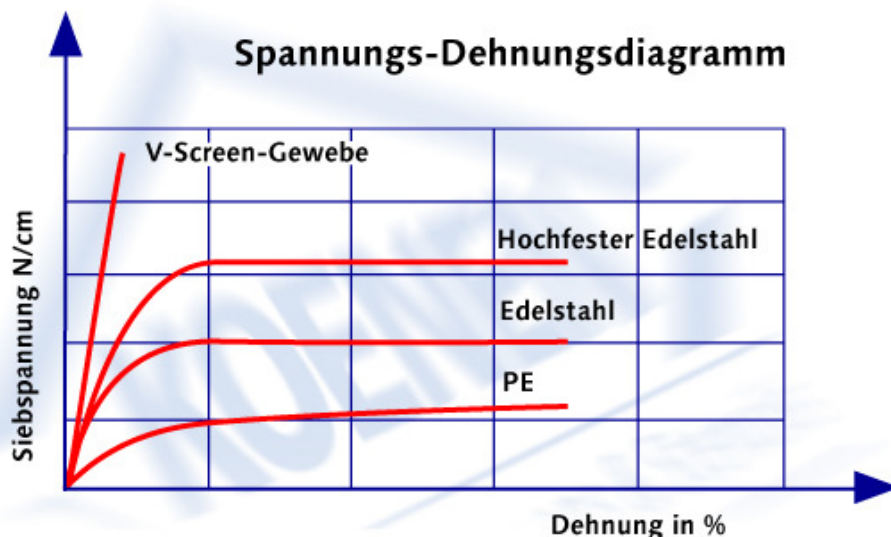 Spannungs-Dehnungsdiagramm
V-Screen-Gewebe
Hochfester Edelstahl
Edelstahl
PE
Siebspannung N/cm
Dehnung in %